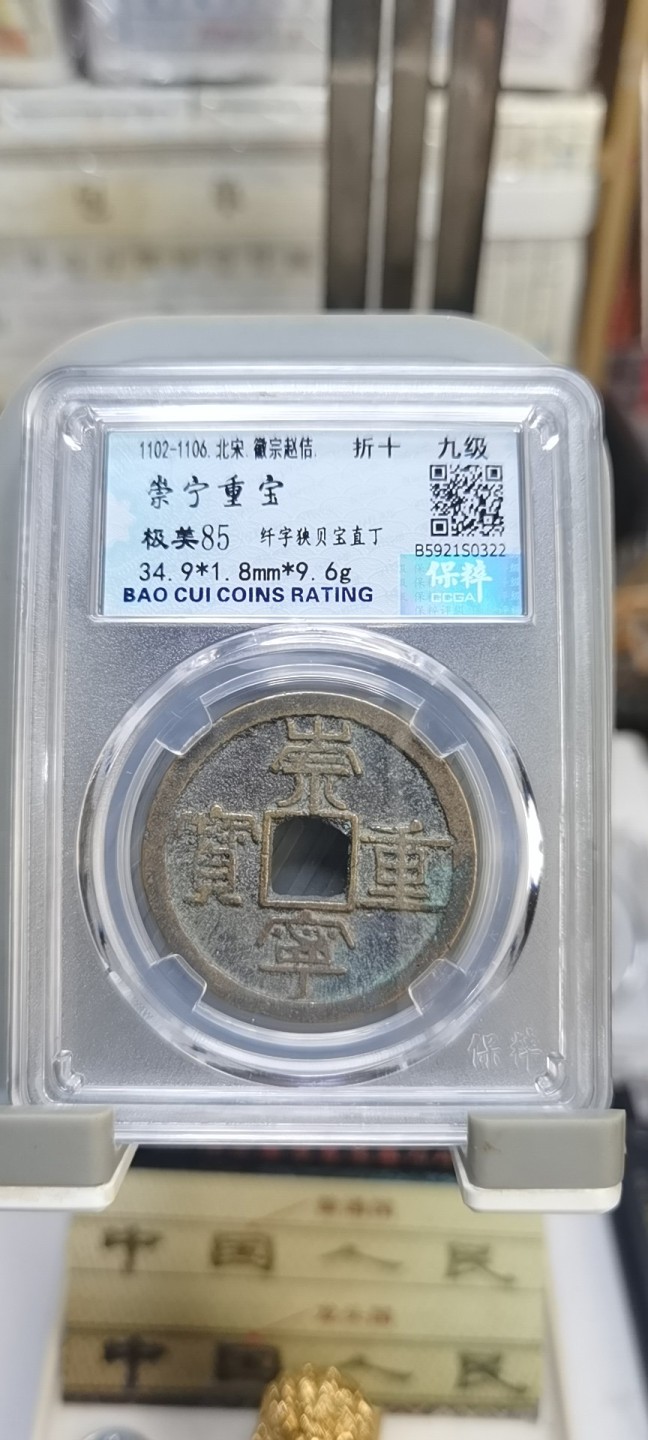 1102-1106.北宋.徽宗赵佶. 折十 九级
崇宁重宝
极美85 纤字狭贝宝直丁
B5921S0322
34.9*1.8mm*9.6g
保粹
CCGA
BAO CUI COINS RATING
崇
寳 重
寧
保粹
中国人民
中国人民